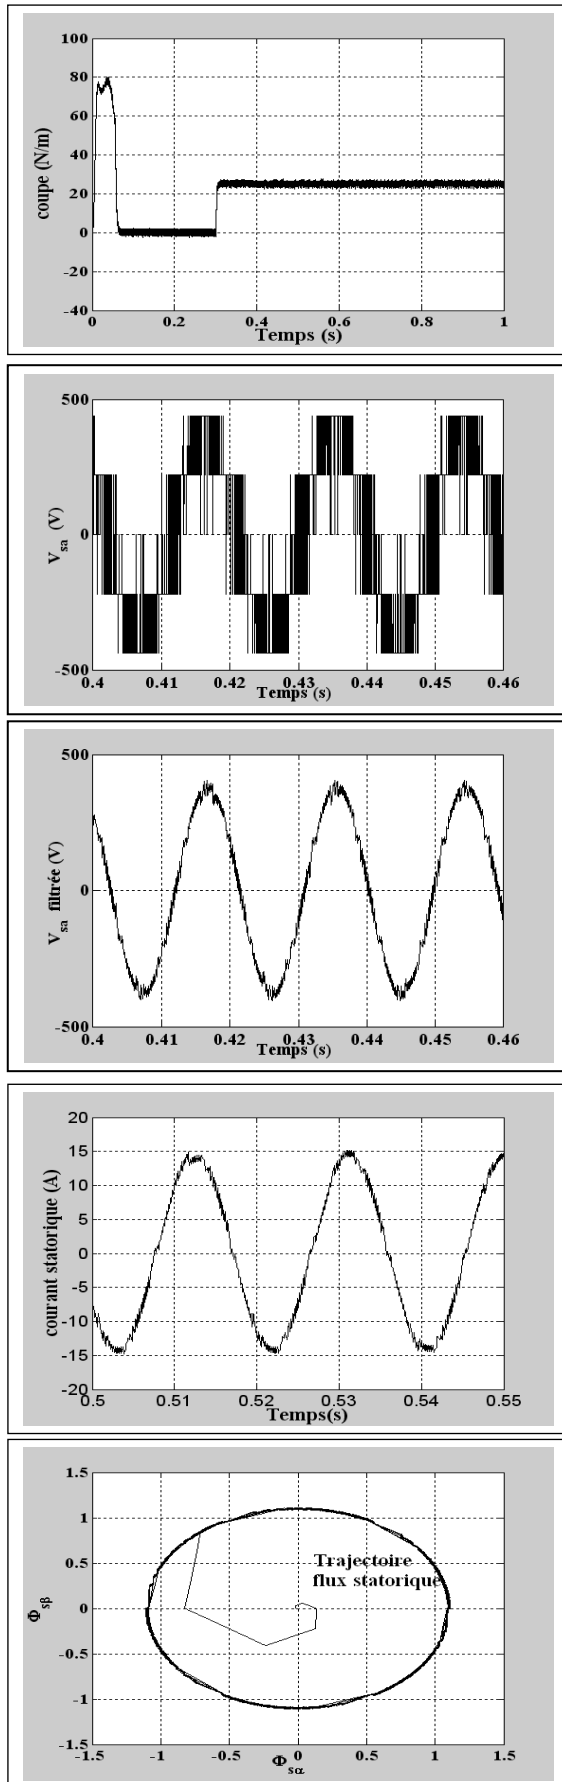 100
80
60
40
20
0
-20
-40
coupe (N/m)
0 0.2 0.4 0.6 0.8 1
Temps (s)
500
0
-500
V_sa (V)
0.4 0.41 0.42 0.43 0.44 0.45 0.46
Temps (s)
500
0
-500
V_sa filtrée (V)
0.4 0.41 0.42 0.43 0.44 0.45 0.46
Temps (s)
20
15
10
5
0
-5
-10
-15
-20
courant statorique (A)
0.5 0.51 0.52 0.53 0.54 0.55
Temps(s)
1.5
1
0.5
0
-0.5
-1
-1.5
Φ_sβ
Trajectoire
flux statorique
-1.5 -1 -0.5 0 0.5 1 1.5
Φ_sα